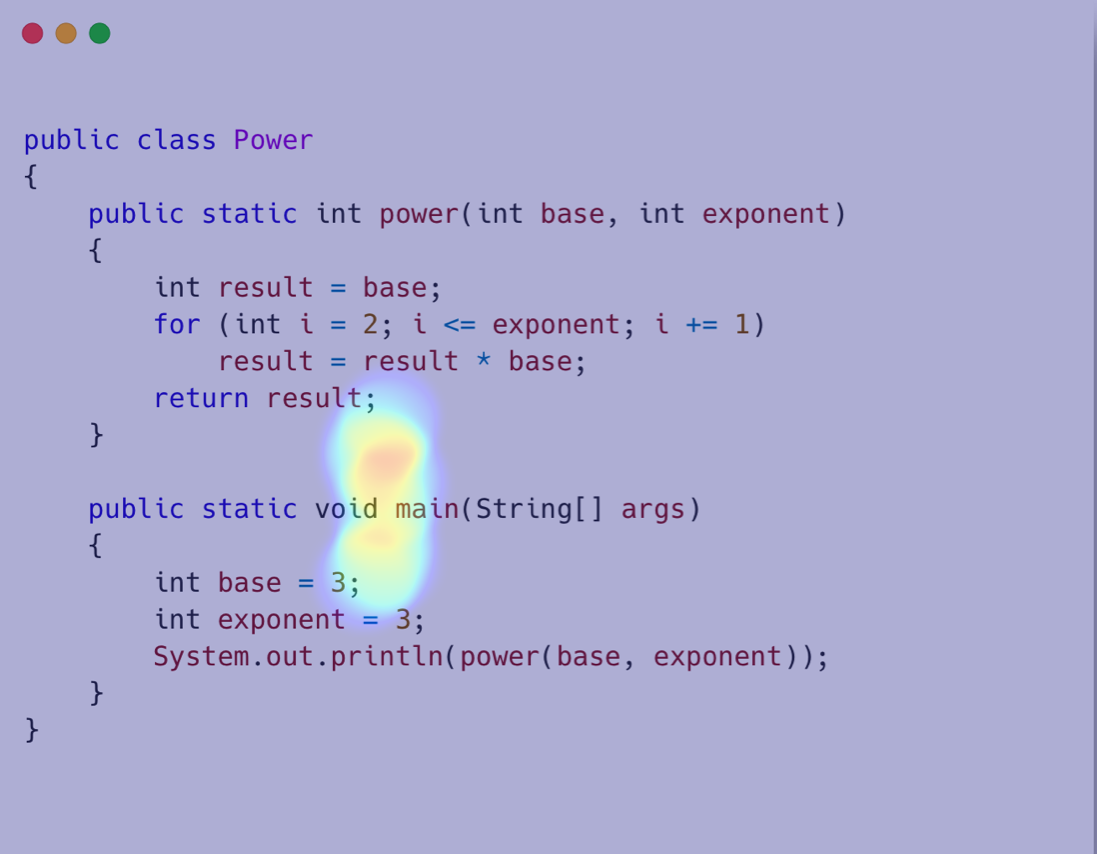 public class Power
{
    public static int power(int base, int exponent)
    {
        int result = base;
        for (int i = 2; i <= exponent; i += 1)
            result = result * base;
        return result;
    }

    public static void main(String[] args)
    {
        int base = 3;
        int exponent = 3;
        System.out.println(power(base, exponent));
    }
}